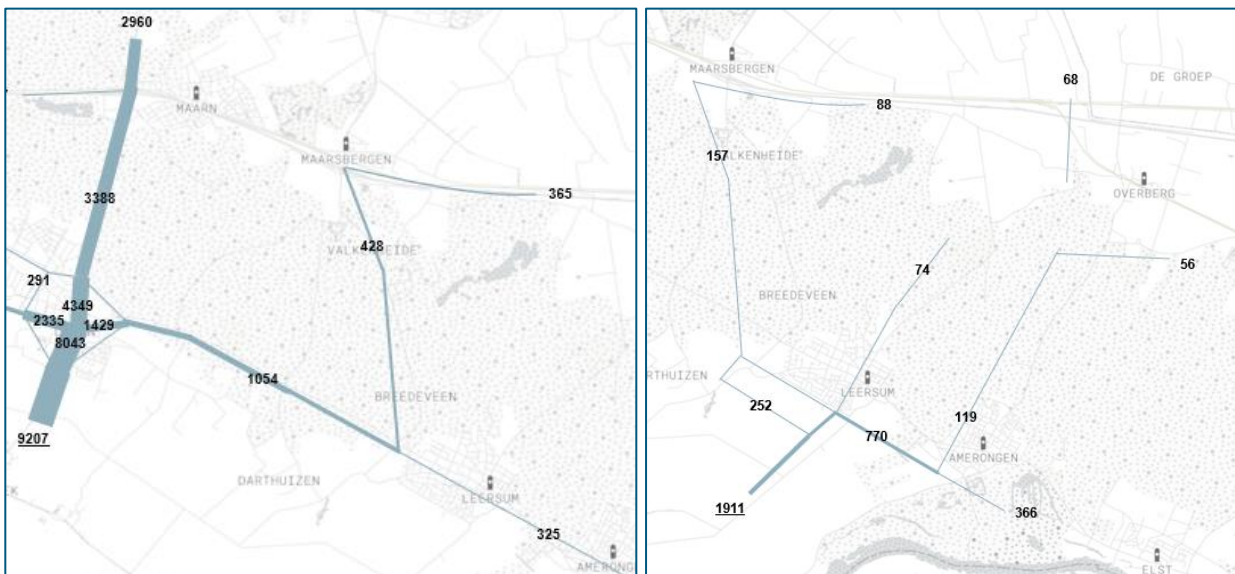 2960
MAARN
MAARSBERGEN
365
3388
428
VALKENHEIDE
291
4349
2335
1429
8043
1054
BREEDEVEEN
9207
DARTHUIZEN
EK
LEERSUM
325
AMERONG
MAARSBERGEN
68
DE GROEP
88
157
ALKENHEIDE
OVERBERG
74
56
BREEDEVEEN
RTHUIZEN
LEERSUM
252
119
770
AMERONGEN
1911
366
ELST